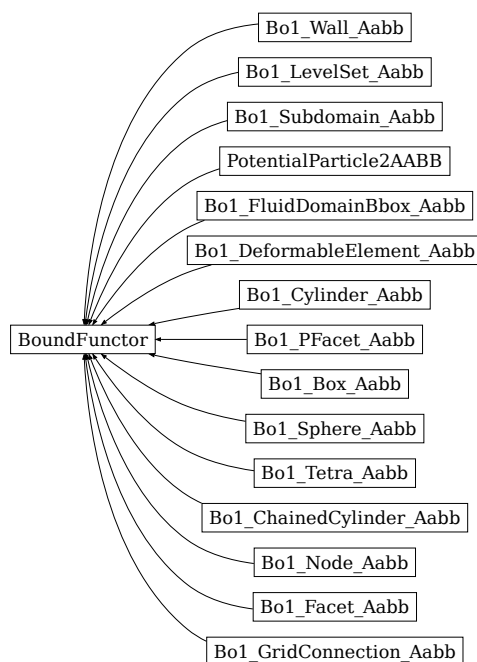 Bo1_Wall_Aabb
Bo1_LevelSet_Aabb
Bo1_Subdomain_Aabb
PotentialParticle2AABB
Bo1_FluidDomainBbox_Aabb
Bo1_DeformableElement_Aabb
Bo1_Cylinder_Aabb
BoundFunctor
Bo1_PFacet_Aabb
Bo1_Box_Aabb
Bo1_Sphere_Aabb
Bo1_Tetra_Aabb
Bo1_ChainedCylinder_Aabb
Bo1_Node_Aabb
Bo1_Facet_Aabb
Bo1_GridConnection_Aabb